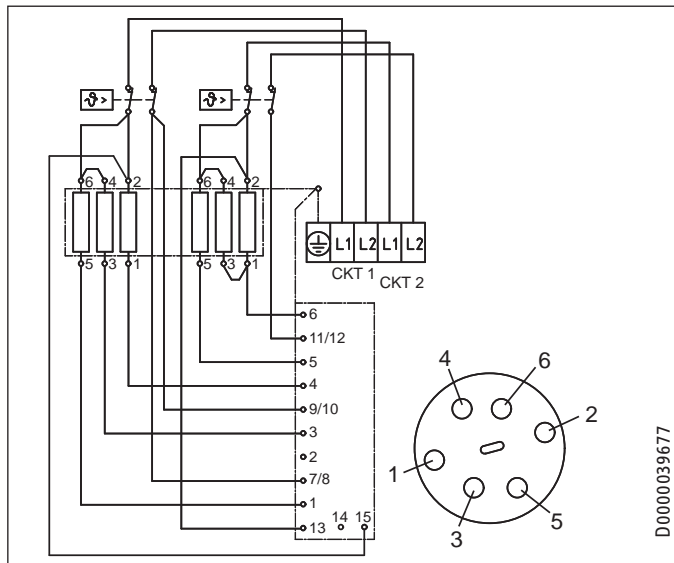 ϑ >
ϑ >
6 4 2
6 4 2
5 3 1
5 3 1
L1 L2 L1 L2
CKT 1
CKT 2
6
11/12
5
4
9/10
3
2
7/8
1
13
14 15
4 6
2
1
3 5
D0000039677